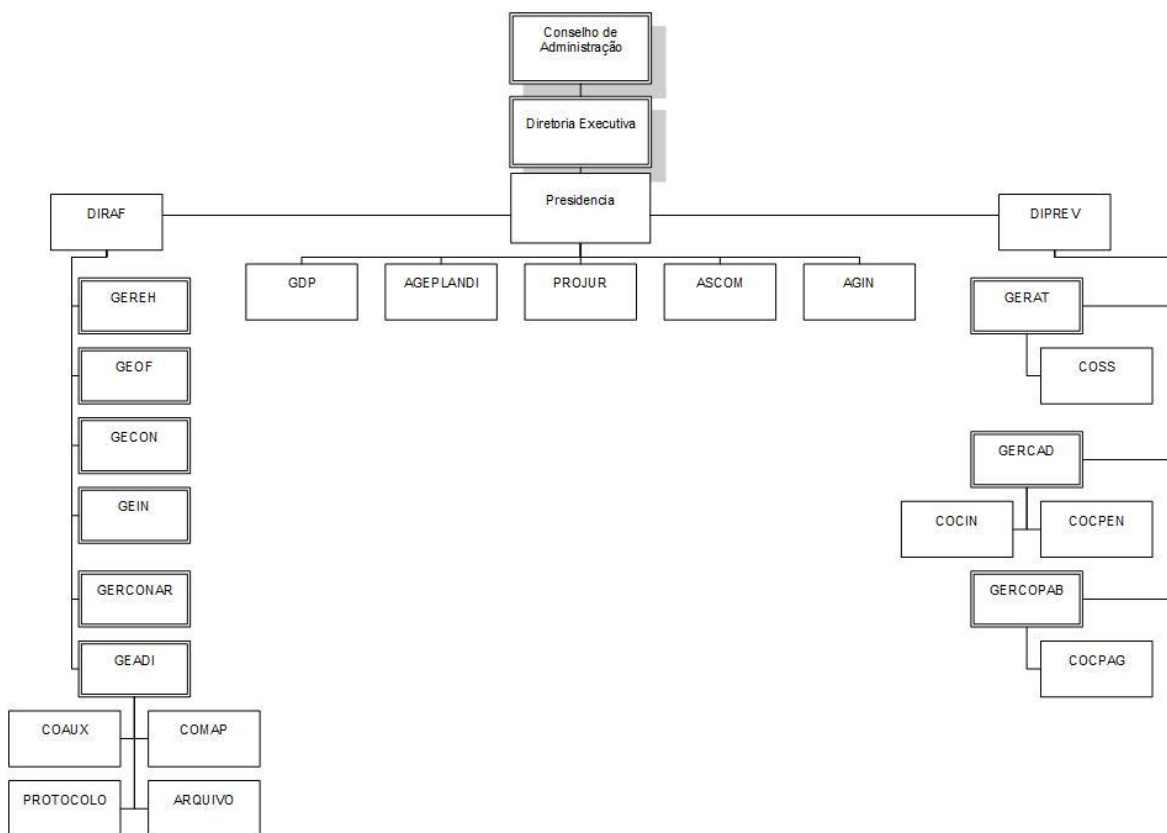 Conselho de
Administração
Diretoria Executiva
Presidencia
DIRAF
DIPREV
GDP
AGEPLANDI
PROJUR
ASCOM
AGIN
GEREH
GERAT
GEOF
COSS
GECON
GERCAD
GEIN
COCIN
COCPEN
GERCONAR
GERCOPAB
GEADI
COCPAG
COAUX
COMAP
PROTOCOLO
ARQUIVO